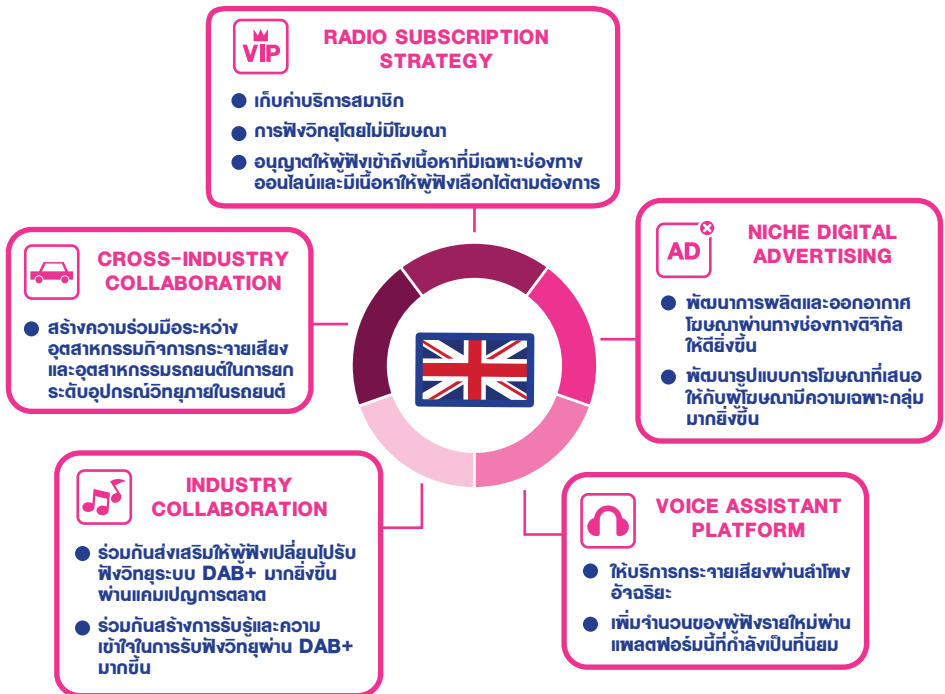 VIP
RADIO SUBSCRIPTION
STRATEGY
เก็บค่าบริการสมาชิก
การฟังวิทยุโดยไม่มีโฆษณา
อนุญาตให้ผู้ฟังเข้าถึงเนื้อหาที่มีเฉพาะช่องทาง
ออนไลน์และมีเนื้อหาให้ผู้ฟังเลือกได้ตามต้องการ
AD
NICHE DIGITAL
ADVERTISING
พัฒนาการผลิตและออกอากาศ
โฆษณาผ่านทางช่องทางดิจิทัล
ให้ดียิ่งขึ้น
พัฒนารูปแบบการโฆษณาที่เสนอ
ให้กับผู้โฆษณามีความเฉพาะกลุ่ม
มากยิ่งขึ้น
CROSS-INDUSTRY
COLLABORATION
สร้างความร่วมมือระหว่าง
อุตสาหกรรมกิจการกระจายเสียง
และอุตสาหกรรมรถยนต์ในการยก
ระดับอุปกรณ์วิทยุภายในรถยนต์
INDUSTRY
COLLABORATION
ร่วมกันส่งเสริมให้ผู้ฟังเปลี่ยนไปรับ
ฟังวิทยุระบบ DAB+ มากยิ่งขึ้น
ผ่านแคมเปญการตลาด
ร่วมกันสร้างการรับรู้และความ
เข้าใจในการรับฟังวิทยุผ่าน DAB+
มากขึ้น
VOICE ASSISTANT
PLATFORM
ให้บริการกระจายเสียงผ่านลำโพง
อัจฉริยะ
เพิ่มจำนวนของผู้ฟังรายใหม่ผ่าน
แพลตฟอร์มนี้ที่กำลังเป็นที่นิยม